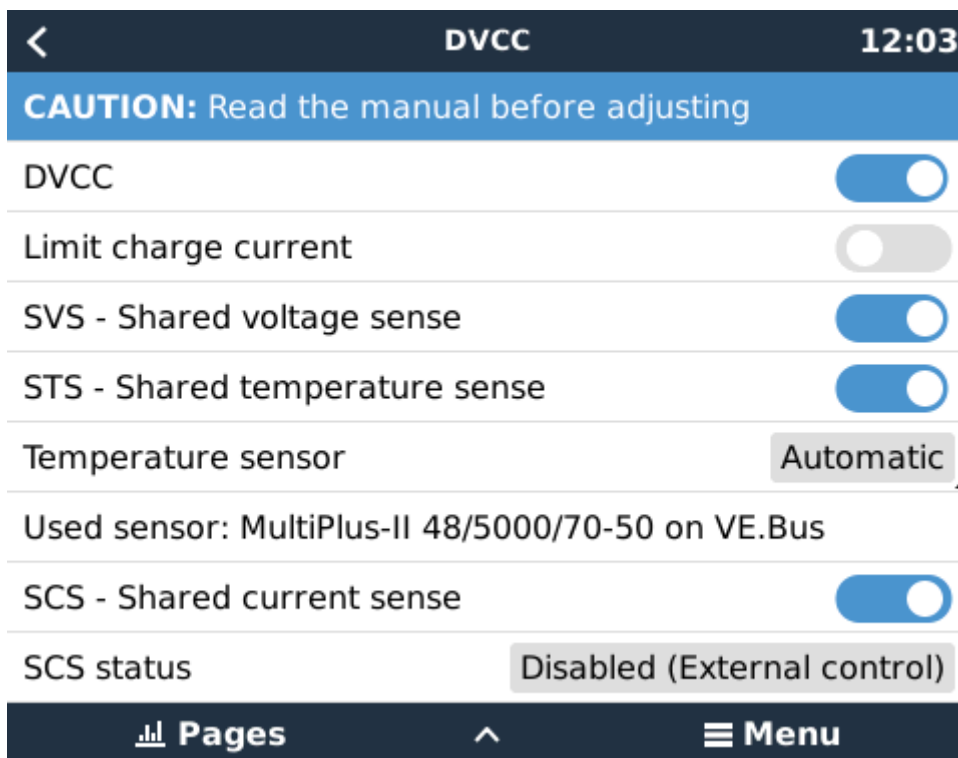 DVCC 12:03
CAUTION: Read the manual before adjusting
DVCC
Limit charge current
SVS - Shared voltage sense
STS - Shared temperature sense
Temperature sensor Automatic
Used sensor: MultiPlus-II 48/5000/70-50 on VE.Bus
SCS - Shared current sense
SCS status Disabled (External control)
Pages Menu